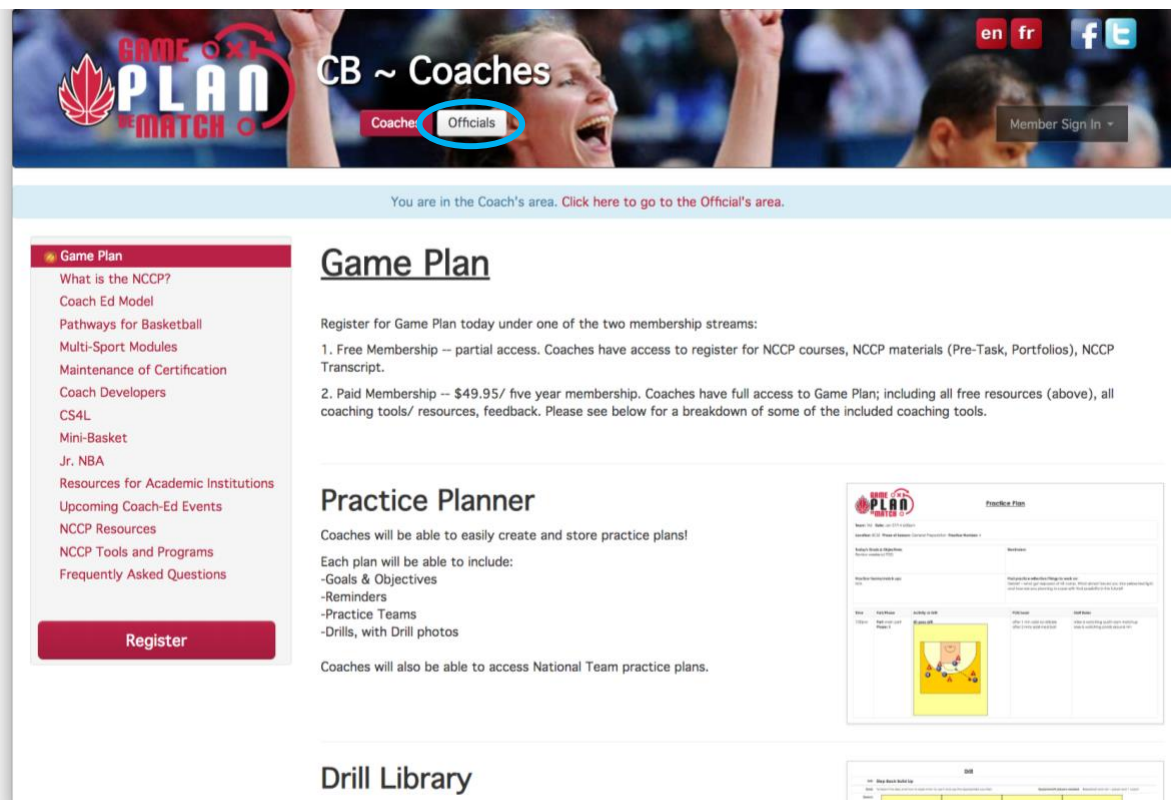 GAME
PLAN
DE MATCH
CB ~ Coaches
Coaches
Officials
en fr
Member Sign In
You are in the Coach's area. Click here to go to the Official's area.
Game Plan
What is the NCCP?
Coach Ed Model
Pathways for Basketball
Multi-Sport Modules
Maintenance of Certification
Coach Developers
CS4L
Mini-Basket
Jr. NBA
Resources for Academic Institutions
Upcoming Coach-Ed Events
NCCP Resources
NCCP Tools and Programs
Frequently Asked Questions
Register
Game Plan
Register for Game Plan today under one of the two membership streams:
1. Free Membership -- partial access. Coaches have access to register for NCCP courses, NCCP materials (Pre-Task, Portfolios), NCCP
Transcript.
2. Paid Membership -- $49.95/ five year membership. Coaches have full access to Game Plan; including all free resources (above), all
coaching tools/ resources, feedback. Please see below for a breakdown of some of the included coaching tools.
Practice Planner
Coaches will be able to easily create and store practice plans!
Each plan will be able to include:
-Goals & Objectives
-Reminders
-Practice Teams
-Drills, with Drill photos
Coaches will also be able to access National Team practice plans.
GAME
PLAN
DE MATCH
Practice Plan
Drill Library
Drill